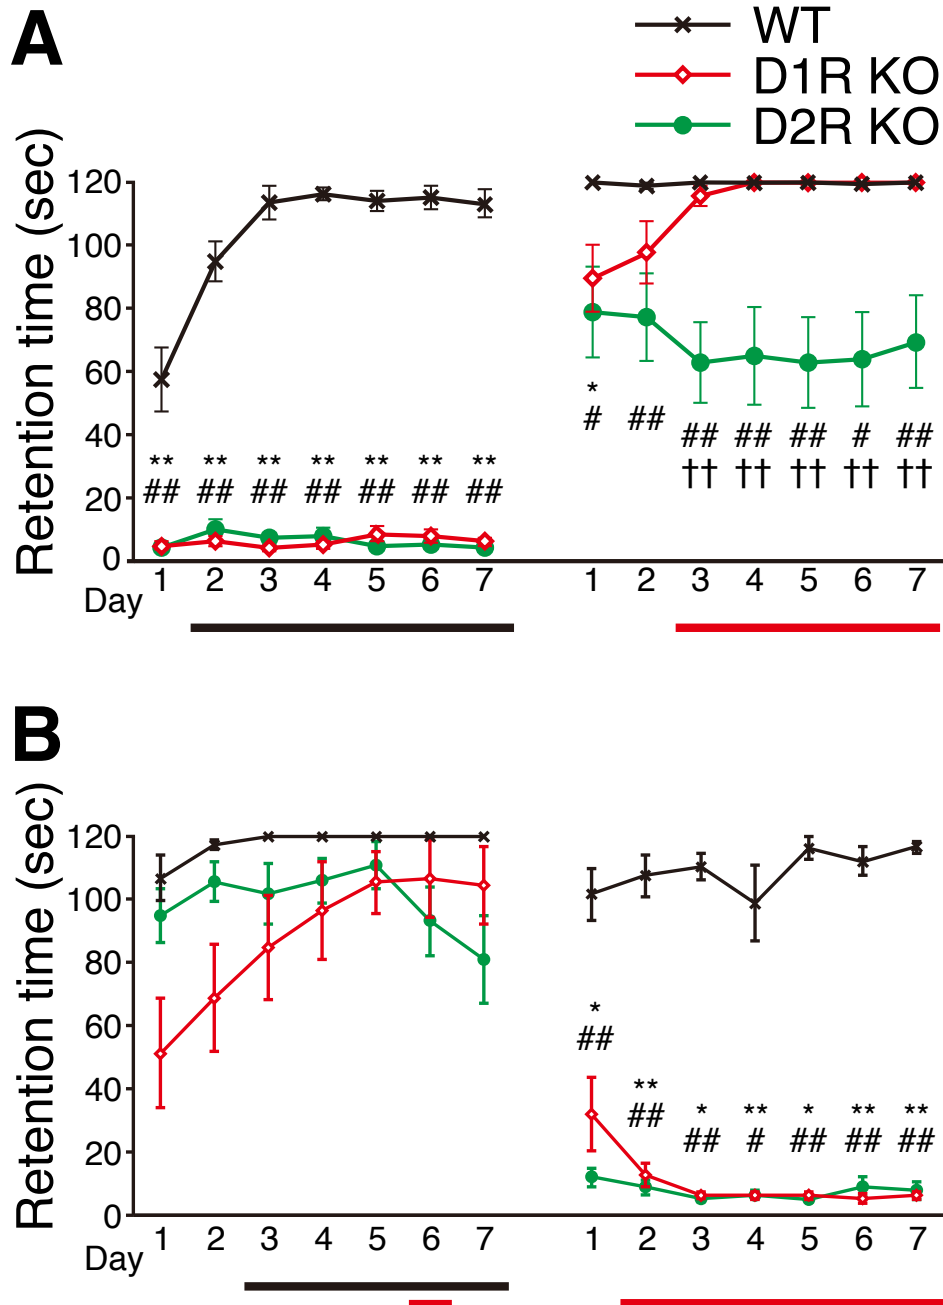 A
WT
D1R KO
D2R KO
Retention time (sec)
120
100
80
60
40
20
0
** ** ** ** ** ** **
## ## ## ## ## ## ##
*
# ##
## ## ## # ##
†† †† †† †† ††
1 2 3 4 5 6 7 1 2 3 4 5 6 7
Day
B
Retention time (sec)
120
100
80
60
40
20
0
*
##
**
##
* ** * ** **
## # ## ## ##
1 2 3 4 5 6 7 1 2 3 4 5 6 7
Day